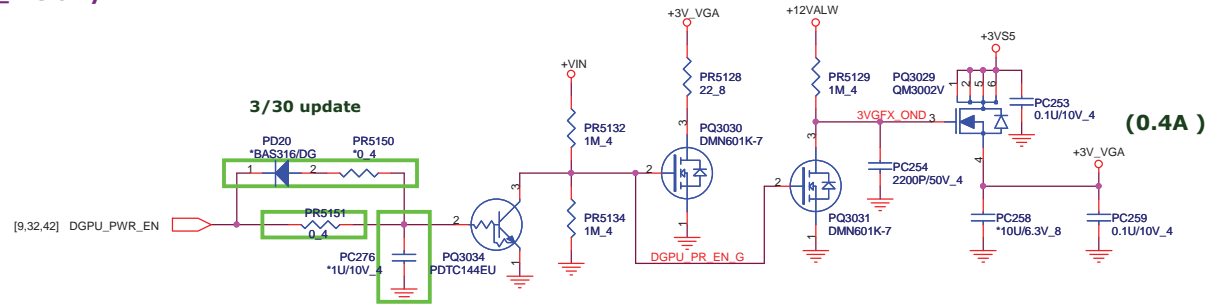 +3V_VGA
+12VALW
+3VS5
+VIN
PR5128
22_8
PR5129
1M_4
PQ3029
QM3002V
1
2
5
6
PC253
0.1U/10V_4
(0.4A )
3/30 update
PR5132
1M_4
3
PQ3030
DMN601K-7
3VGFX_OND
3
3
PD20
*BAS316/DG
PR5150
*0_4
1
2
3
2
1
PC254
2200P/50V_4
4
+3V_VGA
2
PQ3031
DMN601K-7
1
[9,32,42] DGPU_PWR_EN
PR5151
0_4
2
PR5134
1M_4
PC258
*10U/6.3V_8
PC259
0.1U/10V_4
PC276
*1U/10V_4
PQ3034
PDTC144EU
1
DGPU_PR_EN_G